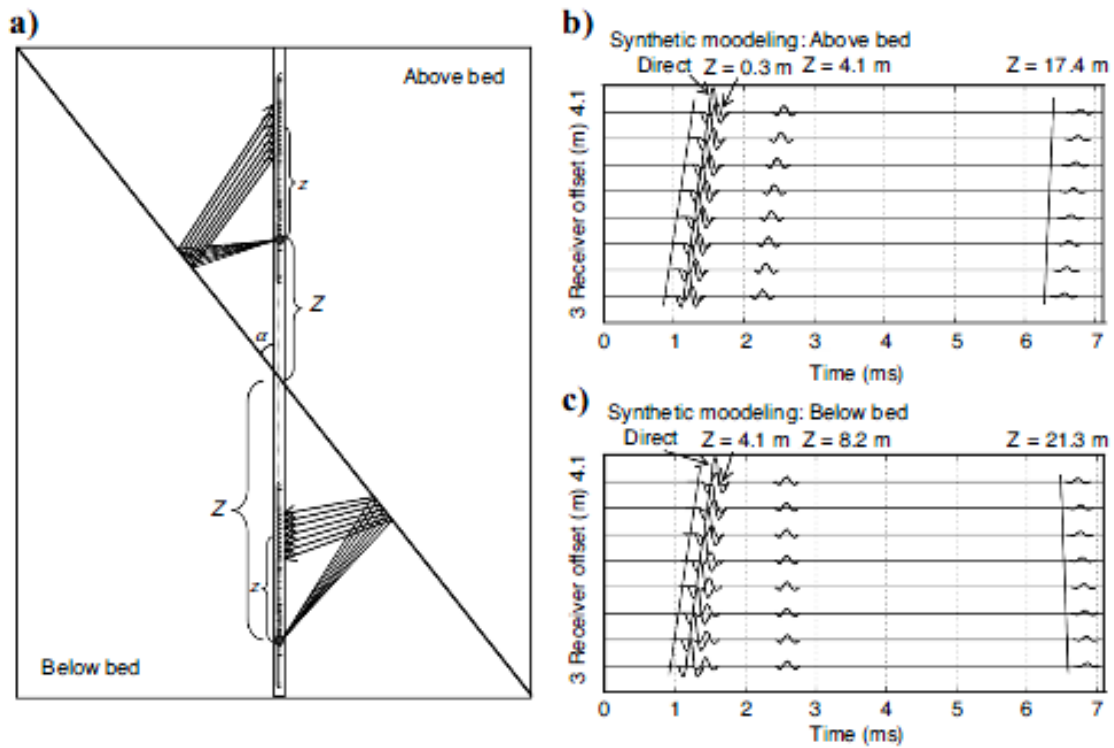 a)
Above bed
z
Z
α
Z
z
Below bed
b)
Synthetic moodeling: Above bed
Direct Z = 0.3 m Z = 4.1 m Z = 17.4 m
3 Receiver offset (m) 4.1
0 1 2 3 4 5 6 7
Time (ms)
c)
Synthetic moodeling: Below bed
Direct Z = 4.1 m Z = 8.2 m Z = 21.3 m
3 Receiver offset (m) 4.1
0 1 2 3 4 5 6 7
Time (ms)